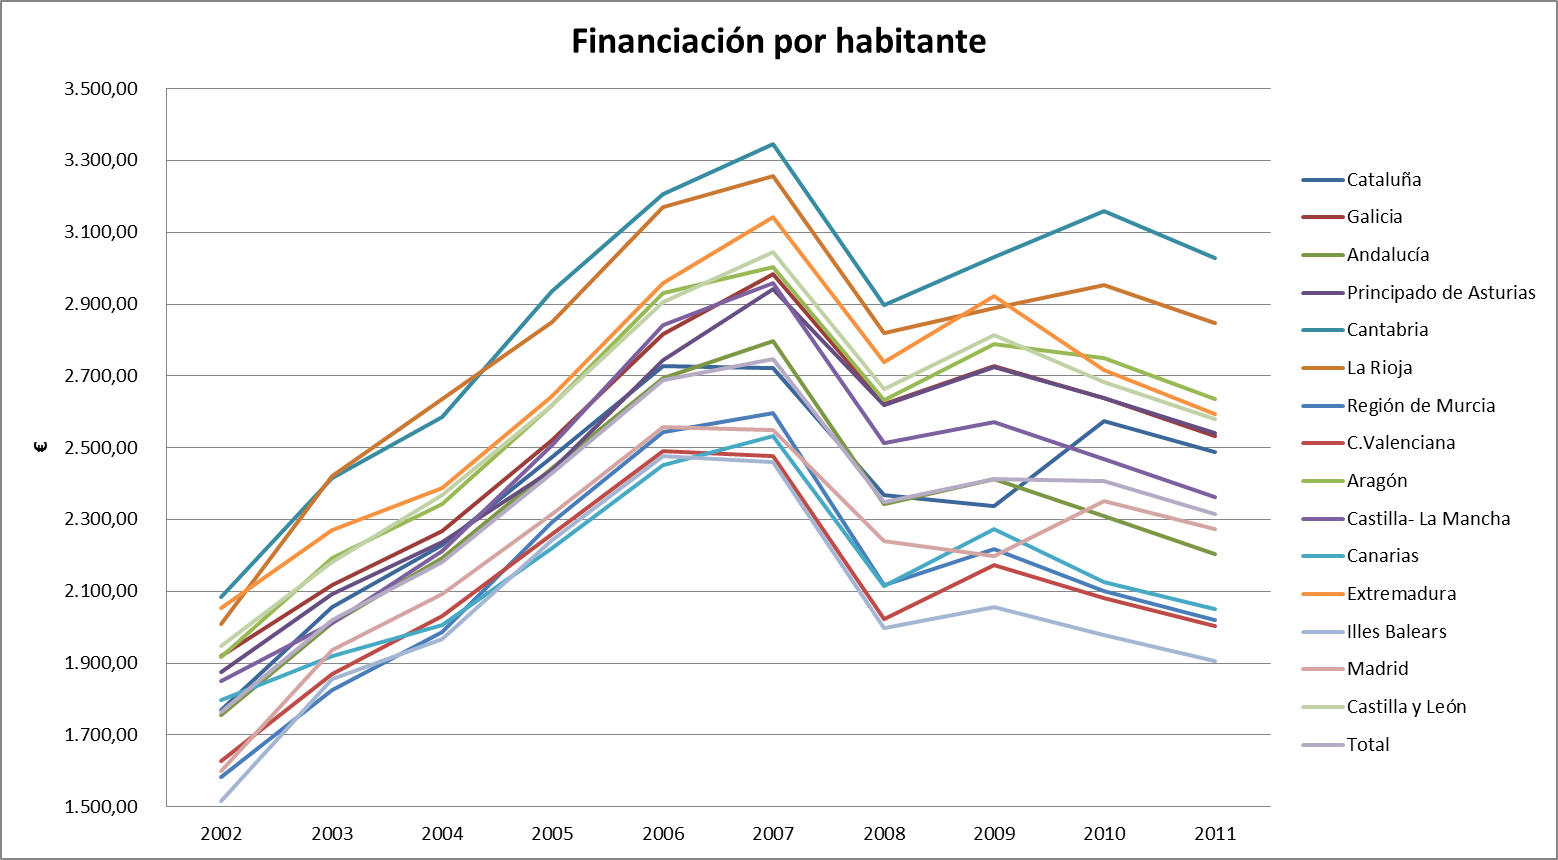 Financiación por habitante
3.500,00
3.300,00
3.100,00
2.900,00
2.700,00
2.500,00
2.300,00
2.100,00
1.900,00
1.700,00
1.500,00
€
2002 2003 2004 2005 2006 2007 2008 2009 2010 2011
Cataluña
Galicia
Andalucía
Principado de Asturias
Cantabria
La Rioja
Región de Murcia
C.Valenciana
Aragón
Castilla- La Mancha
Canarias
Extremadura
Illes Balears
Madrid
Castilla y León
Total